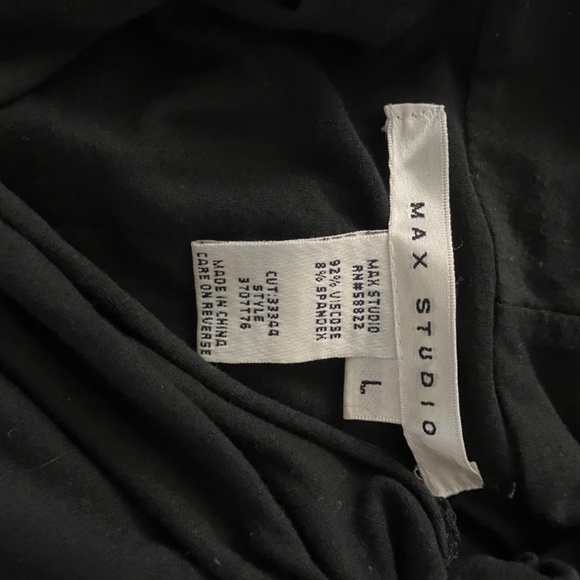 MAX STUDIO
L
MAX STUDIO
RN#58822
92% VISCOSE
8% SPANDEX
CUT:33344
STYLE
3707T76
MADE IN CHINA
CARE ON REVERSE